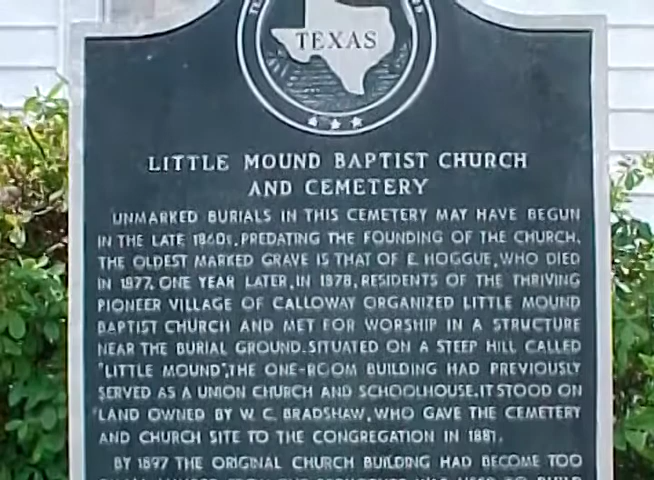 TEXAS
LITTLE MOUND BAPTIST CHURCH
AND CEMETERY
UNMARKED BURIALS IN THIS CEMETERY MAY HAVE BEGUN
IN THE LATE 1860s, PREDATING THE FOUNDING OF THE CHURCH.
THE OLDEST MARKED GRAVE IS THAT OF E. HOGGUE, WHO DIED
IN 1877. ONE YEAR LATER, IN 1878, RESIDENTS OF THE THRIVING
PIONEER VILLAGE OF CALLOWAY ORGANIZED LITTLE MOUND
BAPTIST CHURCH AND MET FOR WORSHIP IN A STRUCTURE
NEAR THE BURIAL GROUND. SITUATED ON A STEEP HILL CALLED
"LITTLE MOUND", THE ONE-ROOM BUILDING HAD PREVIOUSLY
SERVED AS A UNION CHURCH AND SCHOOLHOUSE. IT STOOD ON
LAND OWNED BY W. C. BRADSHAW, WHO GAVE THE CEMETERY
AND CHURCH SITE TO THE CONGREGATION IN 1881.
BY 1897 THE ORIGINAL CHURCH BUILDING HAD BECOME TOO